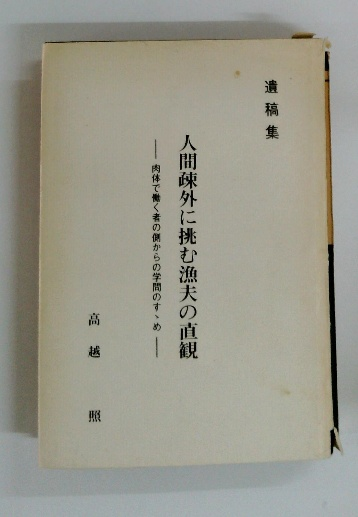 遺稿集
人間疎外に挑む漁夫の直観
――肉体で働く者の側からの学問のすゝめ――
高越 照